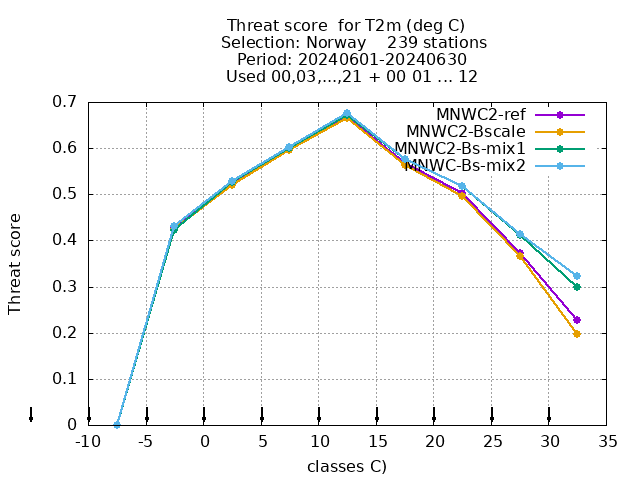 Threat score  for T2m (deg C)
Selection: Norway    239 stations
Period: 20240601-20240630
Used 00,03,...,21 + 00 01 ... 12
MNWC2-ref
MNWC2-Bscale
MNWC2-Bs-mix1
MNWC-Bs-mix2
Threat score
0.7
0.6
0.5
0.4
0.3
0.2
0.1
0
-10 -5 0 5 10 15 20 25 30 35
classes C)